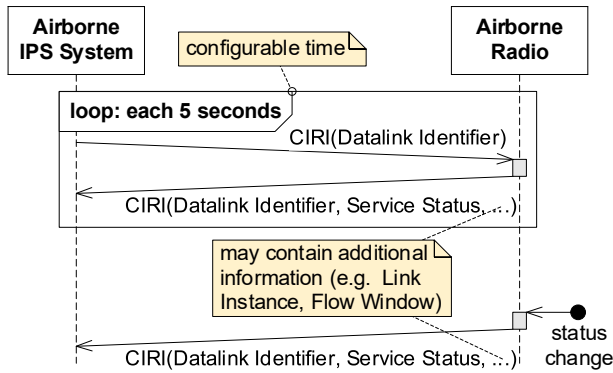 Airborne
IPS System
configurable time
Airborne
Radio
loop: each 5 seconds
CIRI(Datalink Identifier)
CIRI(Datalink Identifier, Service Status, ...)
may contain additional
information (e.g. Link
Instance, Flow Window)
status
change
CIRI(Datalink Identifier, Service Status, ...)